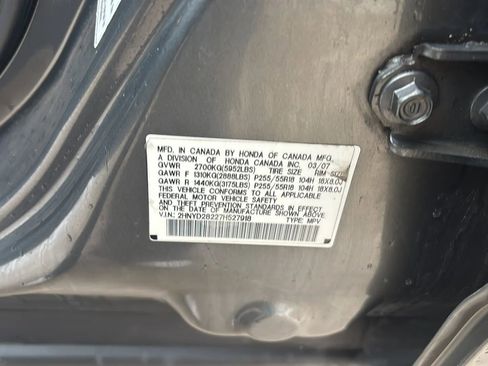 MFD. IN CANADA BY HONDA OF CANADA MFG.
A DIVISION OF HONDA CANADA INC. 03/07
GVWR 2700KG(5952LBS) TIRE SIZE RIM SIZE
GAWR F 1310KG(2888LBS) P255/55R18 104H 18X8.0J
GAWR R 1440KG(3175LBS) P255/55R18 104H 18X8.0J
THIS VEHICLE CONFORMS TO ALL APPLICABLE
FEDERAL MOTOR VEHICLE SAFETY
AND THEFT PREVENTION STANDARDS IN
EFFECT ON THE DATE OF MANUFACTURE SHOWN ABOVE.
V.I.N.: 2HNYD28227H527918 TYPE: MPV